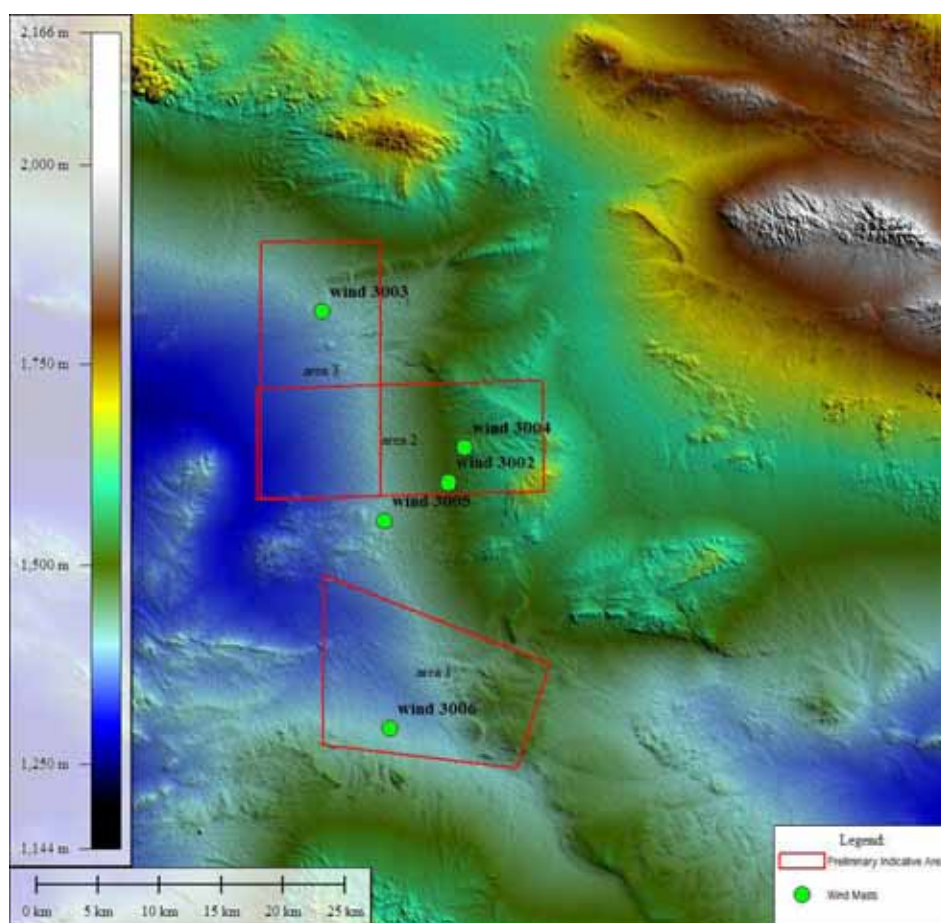 2,166 m
2,000 m
1,750 m
1,500 m
1,250 m
1,144 m
wind 3003
area 3
wind 3004
area 2
wind 3002
wind 3005
area 1
wind 3006
0 km 5 km 10 km 15 km 20 km 25 km
Legend:
Preliminary Indicative Area
Wind Masts